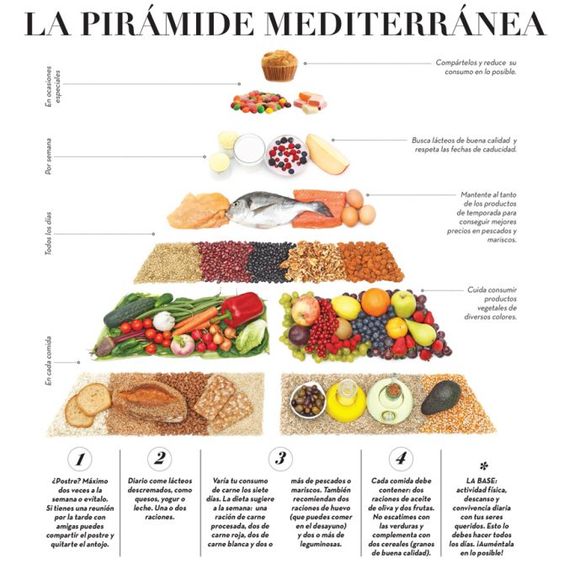 LA PIRÁMIDE MEDITERRÁNEA
En ocasiones
especiales
Compártelos y reduce su
consumo en lo posible.
Por semana
Busca lácteos de buena calidad y
respeta las fechas de caducidad.
Todos los días
Mantente al tanto
de los productos
de temporada para
conseguir mejores
precios en pescados y
mariscos.
Cuida consumir
productos
vegetales de
diversos colores.
En cada comida
1
¿Postre? Máximo
dos veces a la
semana o evítalo.
Si tienes una reunión
por la tarde con
amigas puedes
compartir el postre y
quitarte el antojo.
2
Diario come lácteos
descremados, como
quesos, yogur o
leche. Una o dos
raciones.
3
Varía tu consumo
de carne los siete
días. La dieta sugiere
a la semana: una
ración de carne
procesada, dos de
carne roja, dos de
carne blanca y dos o
más de pescados o
mariscos. También
recomiendan dos
raciones de huevo
(que puedes comer
en el desayuno)
y dos o más de
leguminosas.
4
Cada comida debe
contener: dos
raciones de aceite
de oliva y dos frutas.
No escatimes con
las verduras y
complementa con
dos cereales (granos
de buena calidad).
*
LA BASE:
actividad física,
descanso y
convivencia diaria
con tus seres
queridos. Esto lo
debes hacer todos
los días. ¡Auméntala
en lo posible!